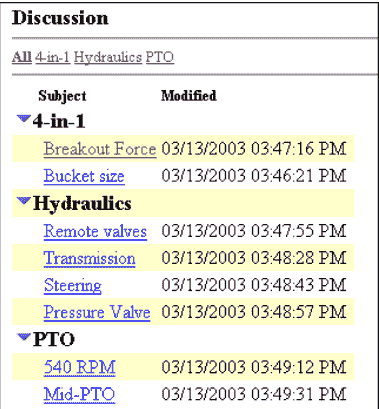 Discussion
All 4-in-1 Hydraulics PTO
Subject Modified
4-in-1
Breakout Force 03/13/2003 03:47:16 PM
Bucket size 03/13/2003 03:46:21 PM
Hydraulics
Remote valves 03/13/2003 03:47:55 PM
Transmission 03/13/2003 03:48:28 PM
Steering 03/13/2003 03:48:43 PM
Pressure Valve 03/13/2003 03:48:57 PM
PTO
540 RPM 03/13/2003 03:49:12 PM
Mid-PTO 03/13/2003 03:49:31 PM